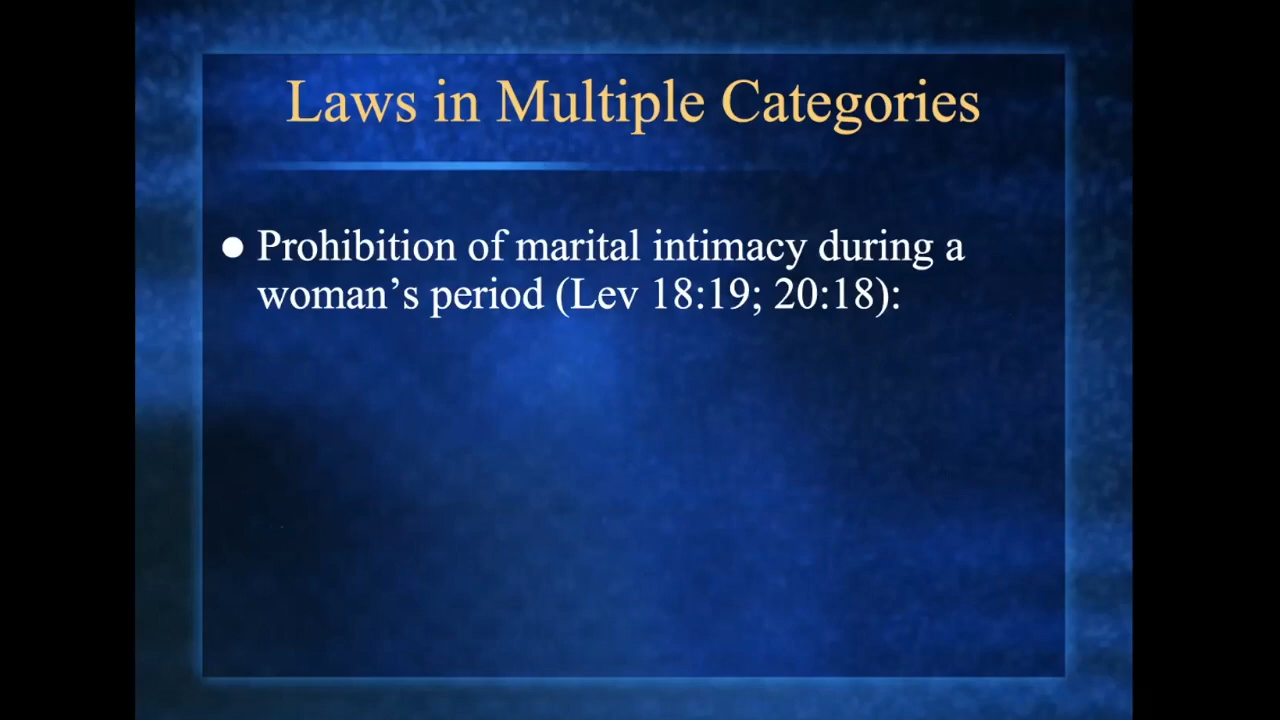 Laws in Multiple Categories
● Prohibition of marital intimacy during a
woman’s period (Lev 18:19; 20:18):